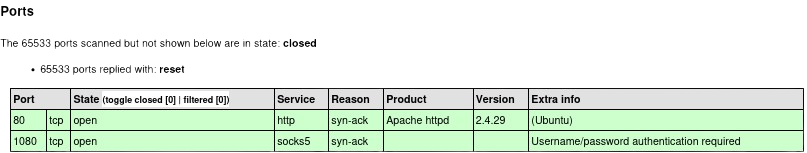 Ports
The 65533 ports scanned but not shown below are in state: closed
• 65533 ports replied with: reset
Port State (toggle closed [0] | filtered [0]) Service Reason Product Version Extra info
80 tcp open http syn-ack Apache httpd 2.4.29 (Ubuntu)
1080 tcp open socks5 syn-ack Username/password authentication required